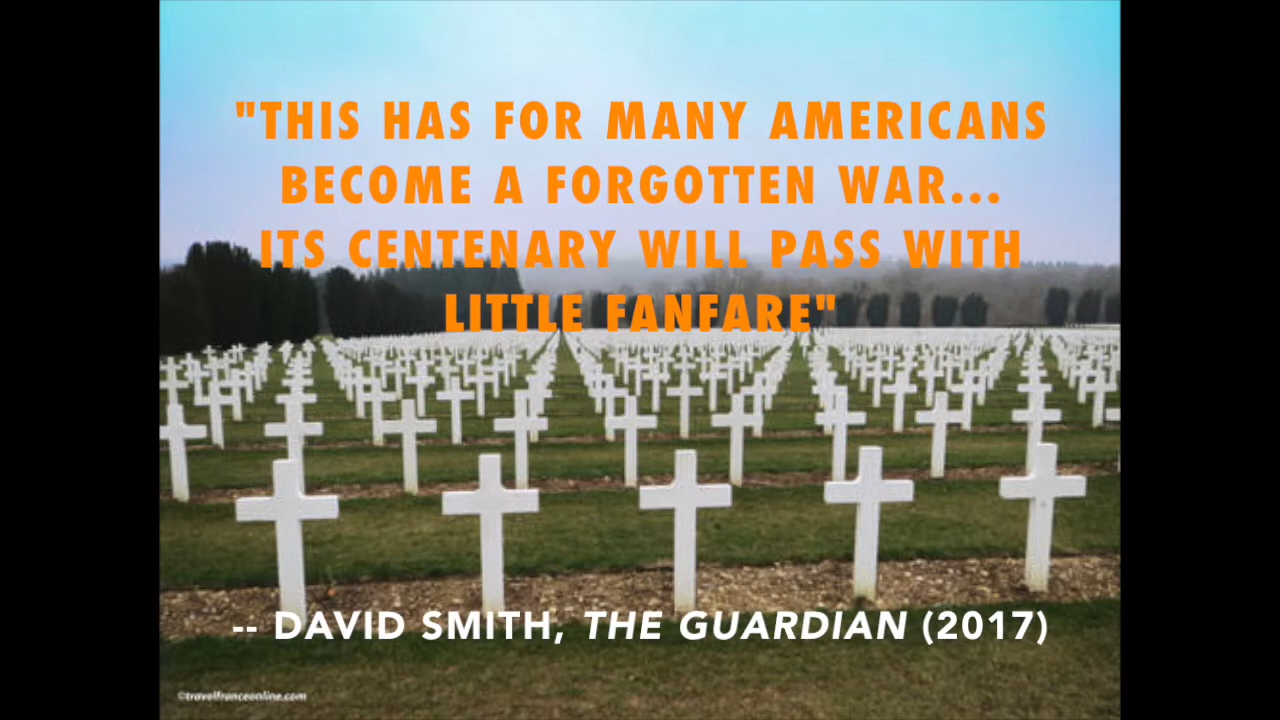 "THIS HAS FOR MANY AMERICANS
BECOME A FORGOTTEN WAR...
ITS CENTENARY WILL PASS WITH
LITTLE FANFARE"
-- DAVID SMITH, THE GUARDIAN (2017)
©travelfranceonline.com